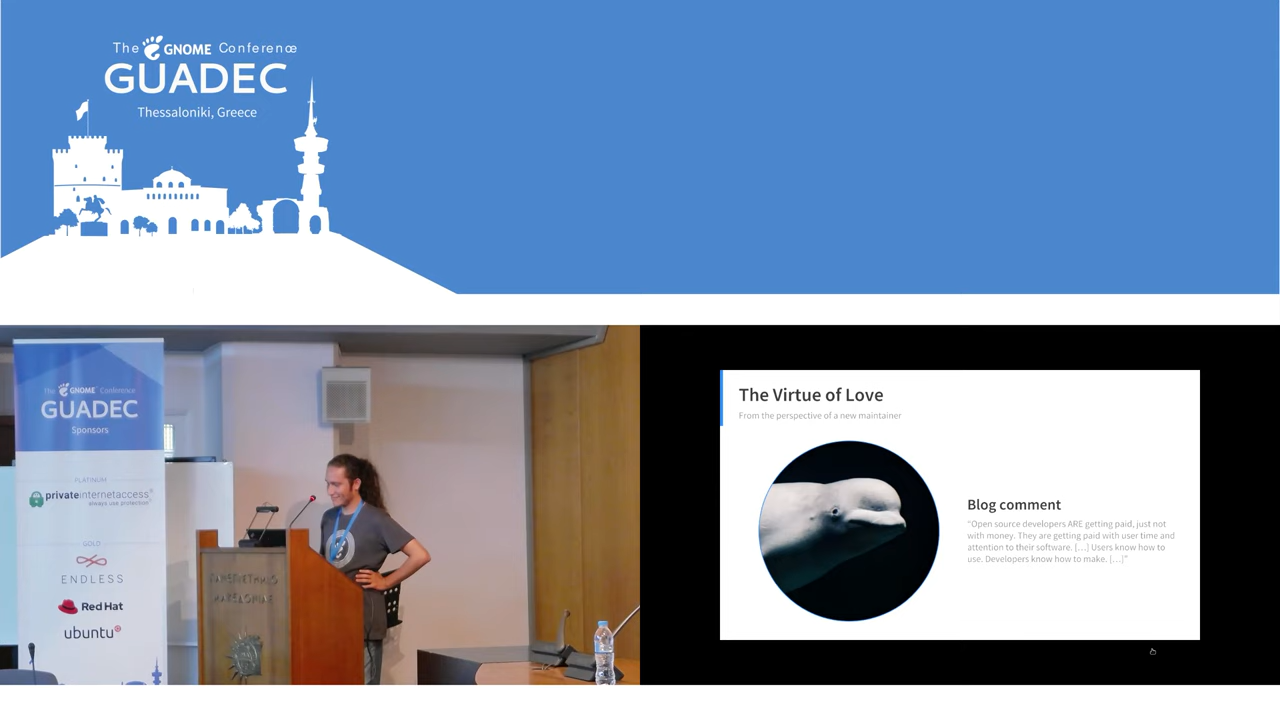 The GNOME Conference
GUADEC
Thessaloniki, Greece
The GNOME Conference
GUADEC
Sponsors
PLATINUM
privateinternetaccess®
always use protection®
GOLD
ENDLESS
Red Hat
ubuntu®
ΠΑΝΕΠΙΣΤΗΜΙΟ
ΜΑΚΕΔΟΝΙΑΣ
The Virtue of Love
From the perspective of a new maintainer
Blog comment
"Open source developers ARE getting paid, just not
with money. They are getting paid with user time and
attention to their software. [...] Users know how to
use. Developers know how to make. [...]"